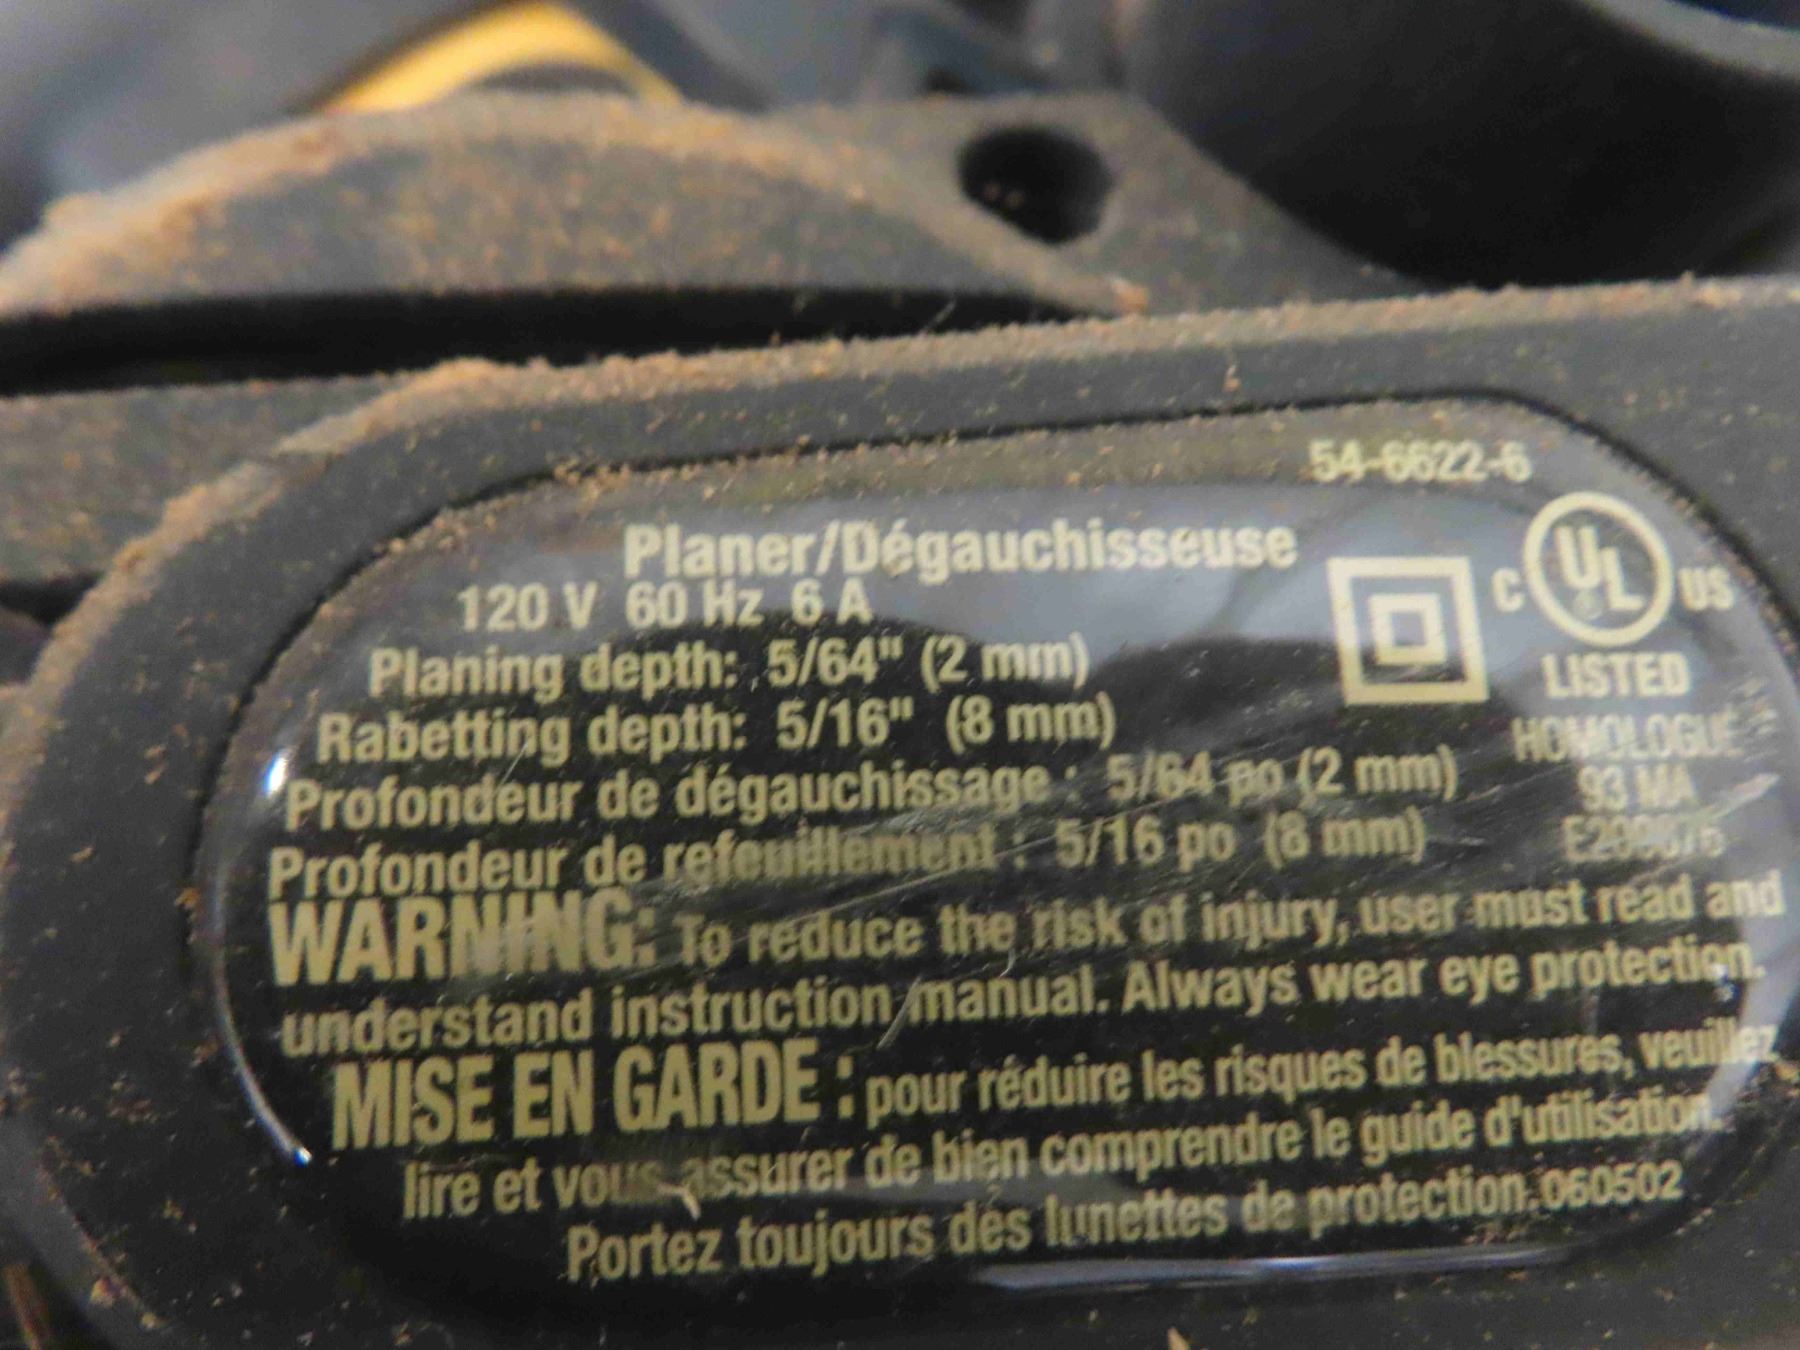 54-6622-6
Planer/Dégauchisseuse
120 V 60 Hz 6 A
C UL US
Planing depth: 5/64" (2 mm)
LISTED
Rabetting depth: 5/16" (8 mm)
HOMOLOGUÉ
Profondeur de dégauchissage : 5/64 po (2 mm)
93 MA
Profondeur de refeuillement : 5/16 po (8 mm)
WARNING: To reduce the risk of injury, user must read and
understand instruction manual. Always wear eye protection.
MISE EN GARDE : pour réduire les risques de blessures, veuillez
lire et vous assurer de bien comprendre le guide d'utilisation.
Portez toujours des lunettes de protection. 060502